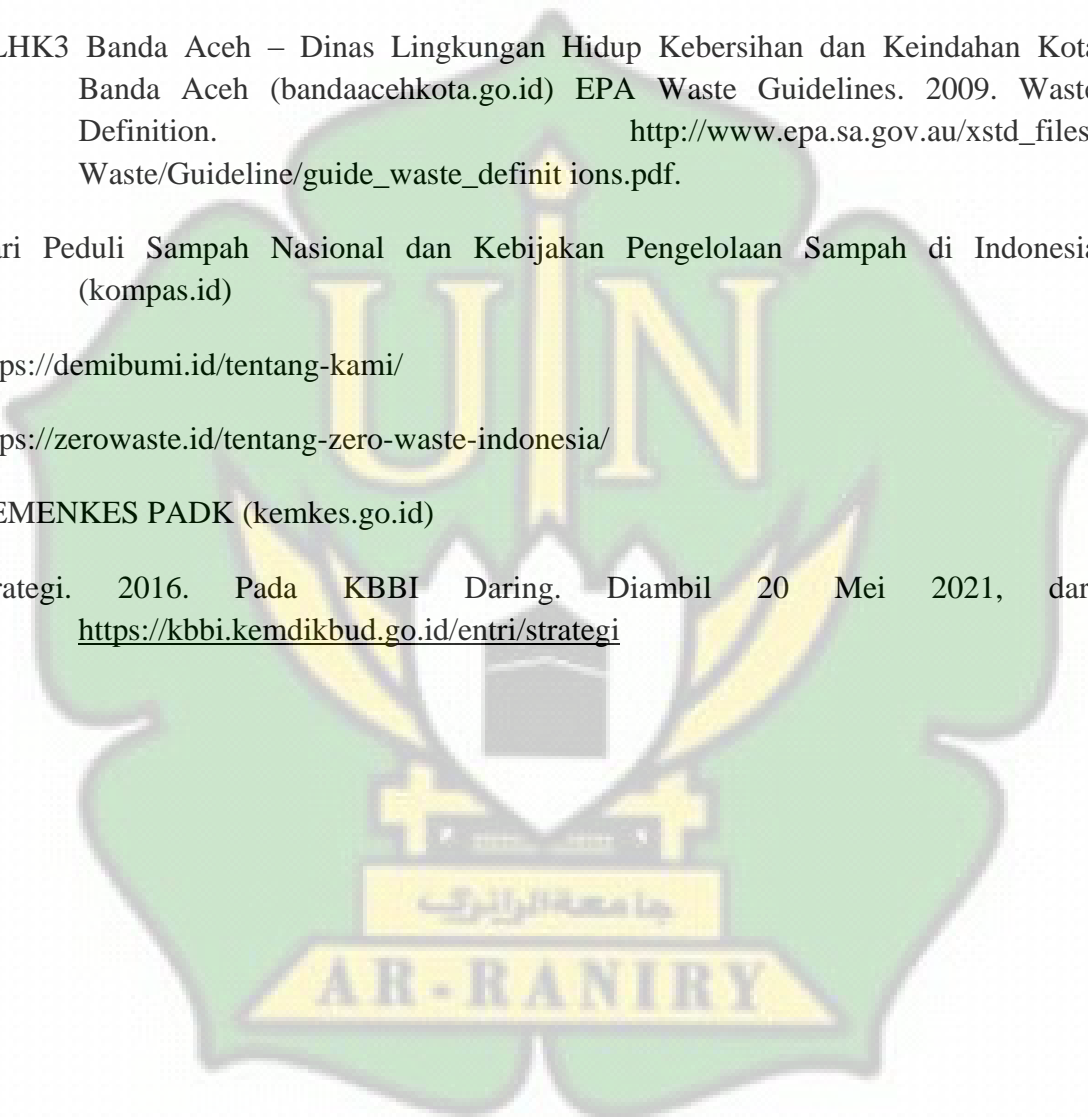 LHK3 Banda Aceh – Dinas Lingkungan Hidup Kebersihan dan Keindahan Kota
Banda Aceh (bandaacehkota.go.id) EPA Waste Guidelines. 2009. Waste
Definition. http://www.epa.sa.gov.au/xstd_files
Waste/Guideline/guide_waste_definit ions.pdf.
ari Peduli Sampah Nasional dan Kebijakan Pengelolaan Sampah di Indonesia
(kompas.id)
ps://demibumi.id/tentang-kami/
ps://zerowaste.id/tentang-zero-waste-indonesia/
EMENKES PADK (kemkes.go.id)
rategi. 2016. Pada KBBI Daring. Diambil 20 Mei 2021, dar
https://kbbi.kemdikbud.go.id/entri/strategi
UIN
جامعة الرانري
AR-RANIRY